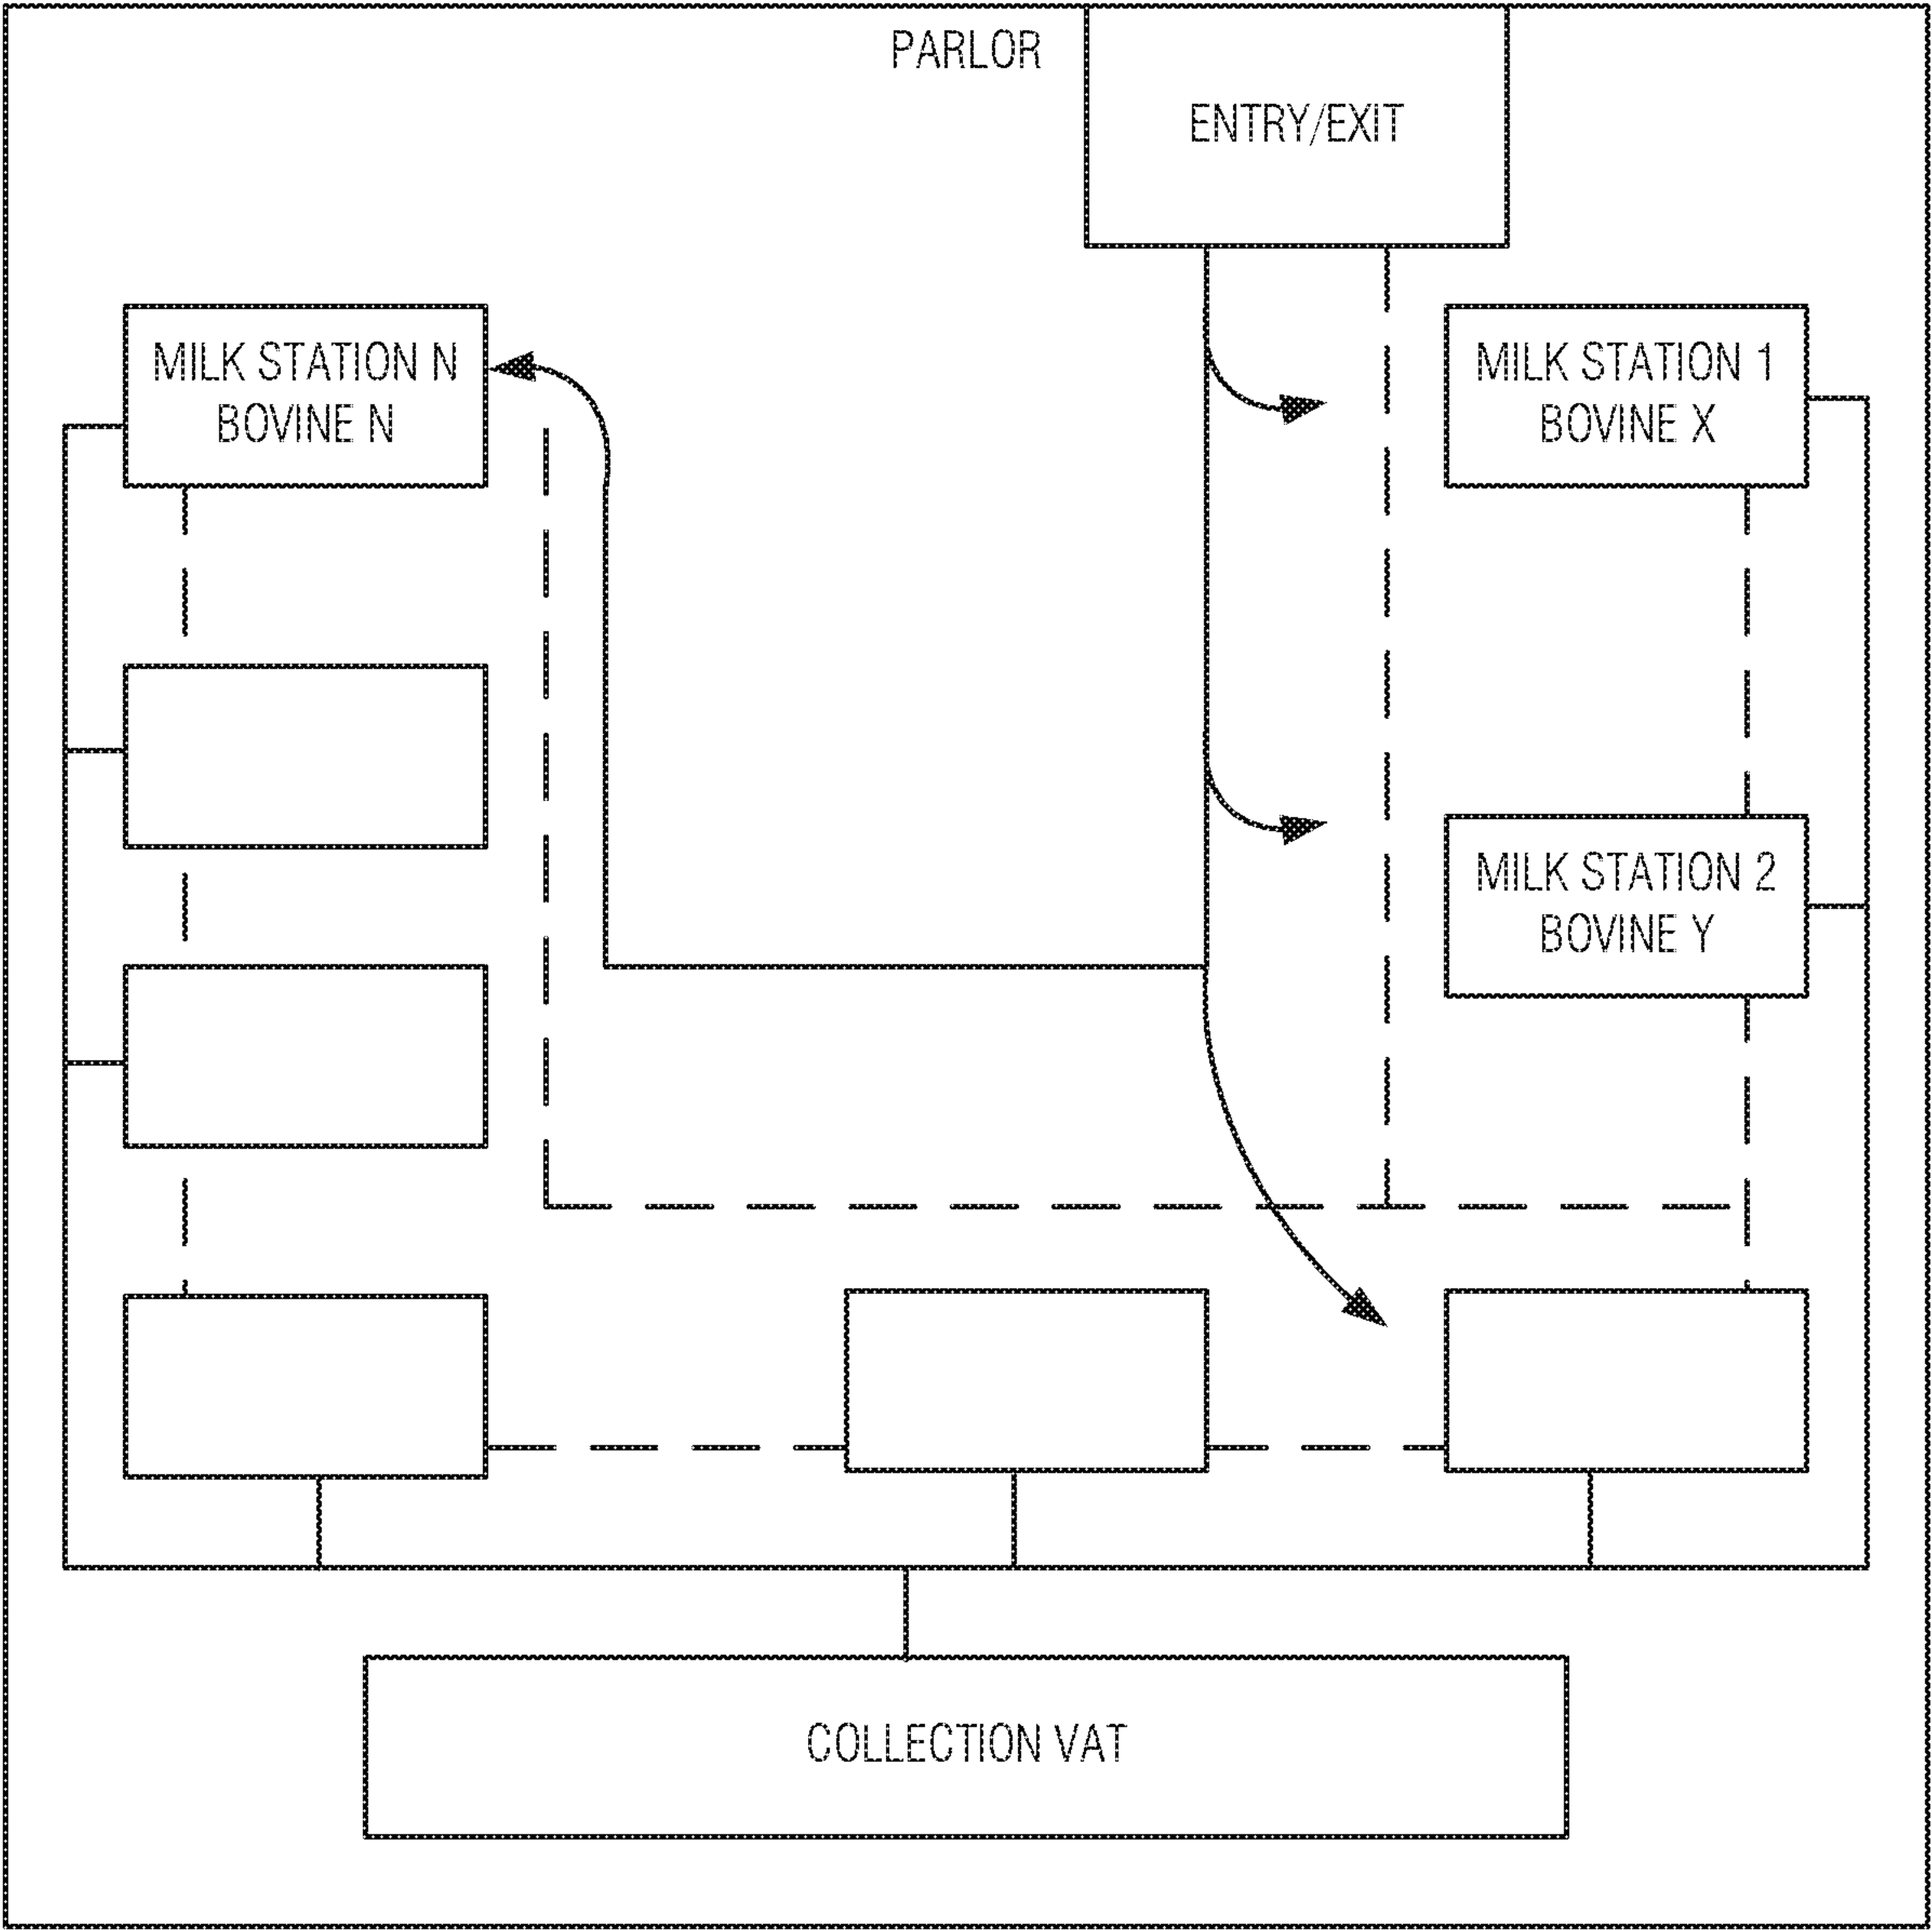 PARLOR
ENTRY/EXIT
MILK STATION N
BOVINE N
MILK STATION 1
BOVINE X
MILK STATION 2
BOVINE Y
COLLECTION VAT